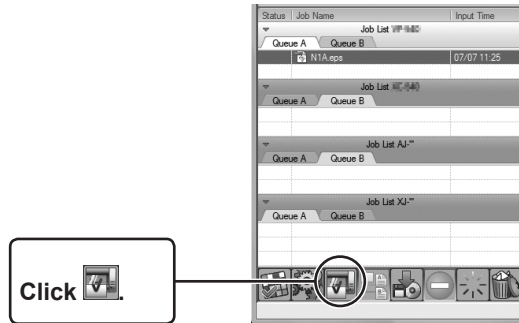 Status Job Name Input Time
Job List
Queue A Queue B
N1A.eps 07/07 11:25
Job List
Queue A Queue B
Job List AJ-**
Queue A Queue B
Job List XJ-**
Queue A Queue B
Click .